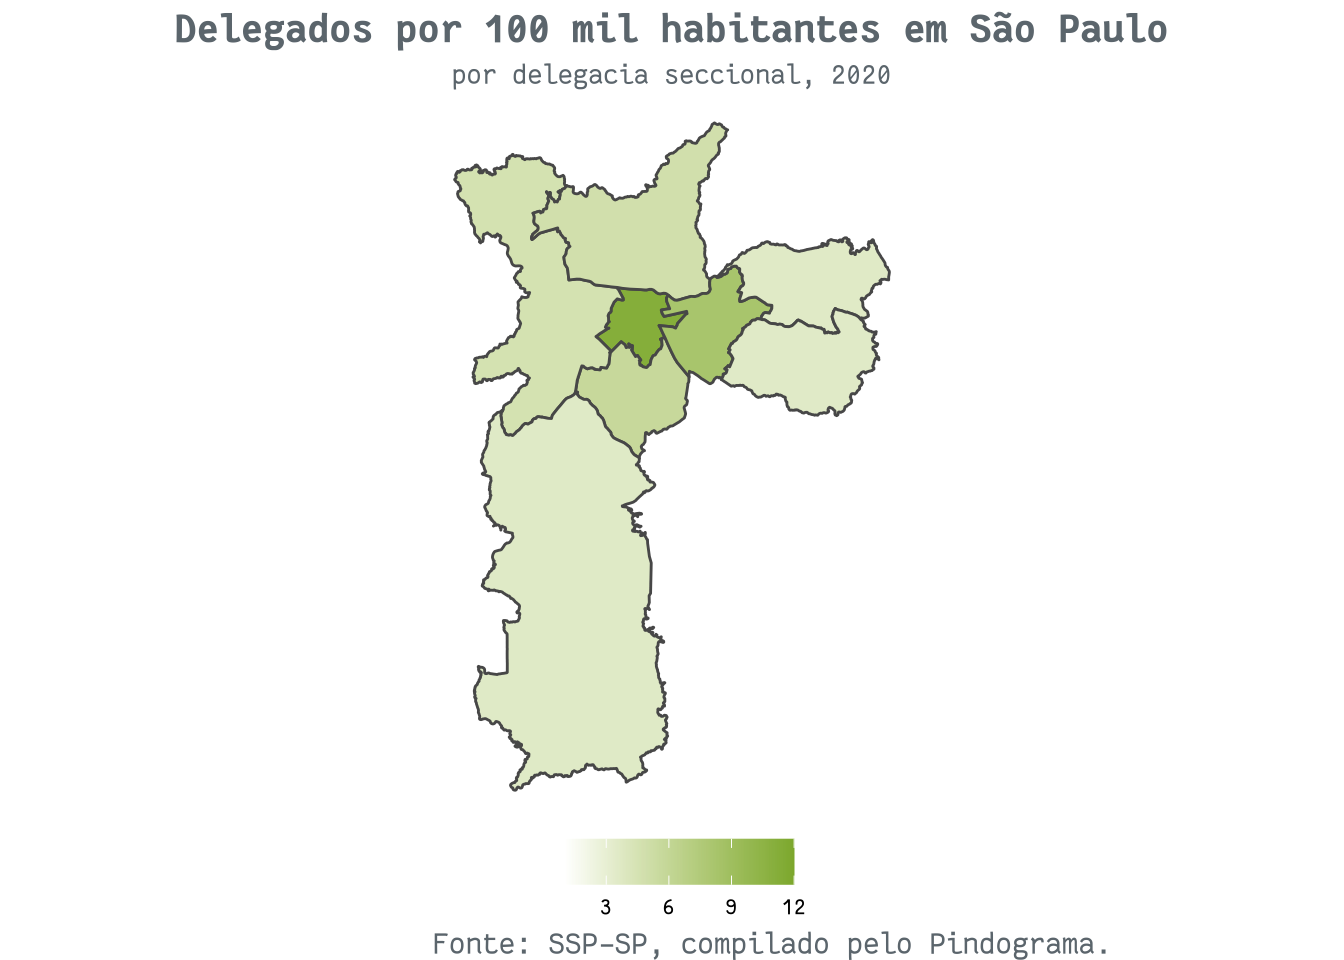 Delegados por 100 mil habitantes em São Paulo
por delegacia seccional, 2020
3 6 9 12
Fonte: SSP-SP, compilado pelo Pindograma.